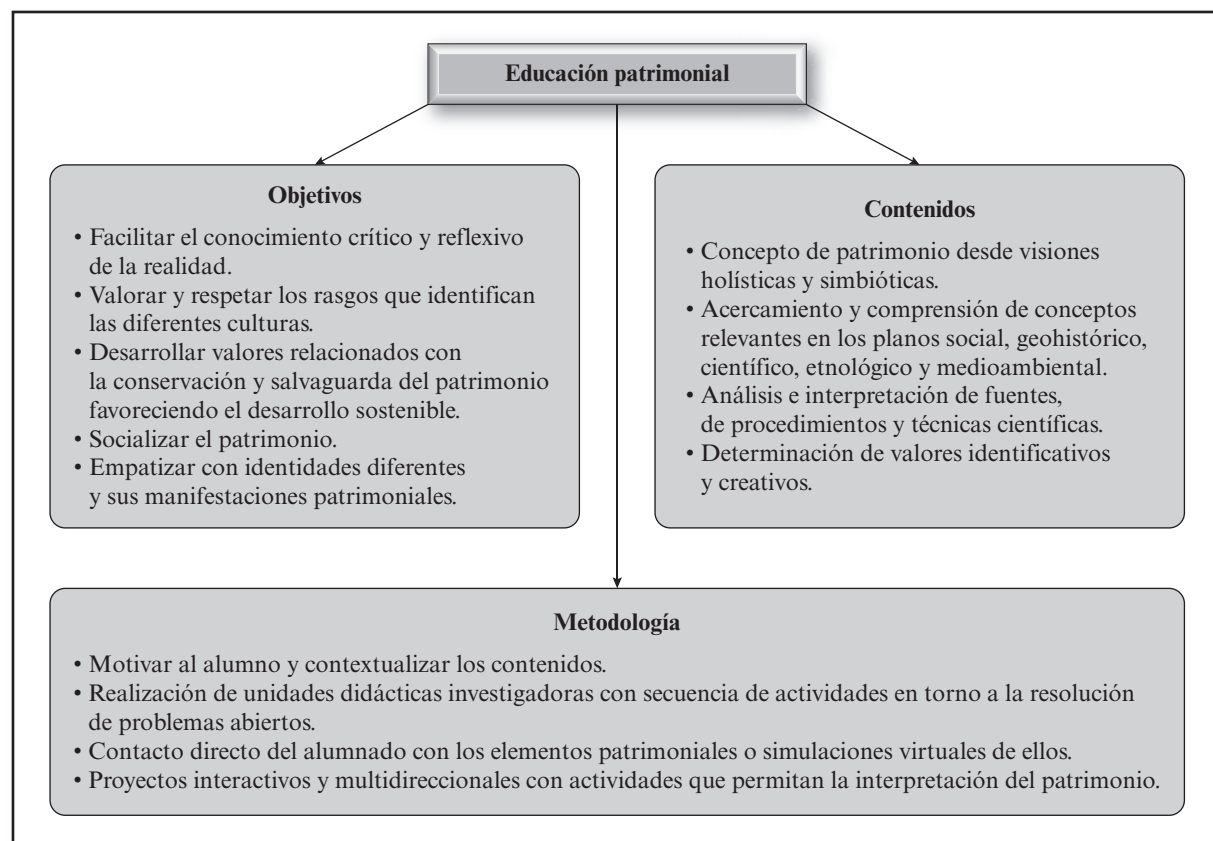 Educación patrimonial
Objetivos
• Facilitar el conocimiento crítico y reflexivo
de la realidad.
• Valorar y respetar los rasgos que identifican
las diferentes culturas.
• Desarrollar valores relacionados con
la conservación y salvaguarda del patrimonio
favoreciendo el desarrollo sostenible.
• Socializar el patrimonio.
• Empatizar con identidades diferentes
y sus manifestaciones patrimoniales.
Contenidos
• Concepto de patrimonio desde visiones
holísticas y simbióticas.
• Acercamiento y comprensión de conceptos
relevantes en los planos social, geohistórico,
científico, etnológico y medioambiental.
• Análisis e interpretación de fuentes,
de procedimientos y técnicas científicas.
• Determinación de valores identificativos
y creativos.
Metodología
• Motivar al alumno y contextualizar los contenidos.
• Realización de unidades didácticas investigadoras con secuencia de actividades en torno a la resolución
de problemas abiertos.
• Contacto directo del alumnado con los elementos patrimoniales o simulaciones virtuales de ellos.
• Proyectos interactivos y multidireccionales con actividades que permitan la interpretación del patrimonio.